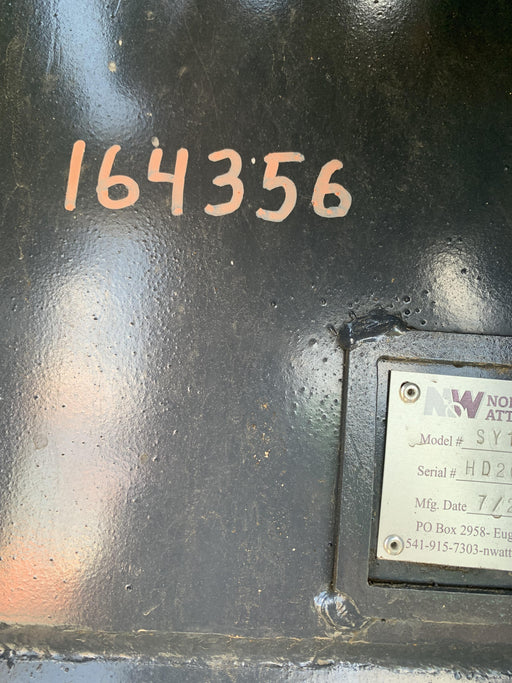 164356
NW
Model # SY
Serial # HD2
Mfg. Date 7/2
PO Box 2958- Eug
541-915-7303-nwatt